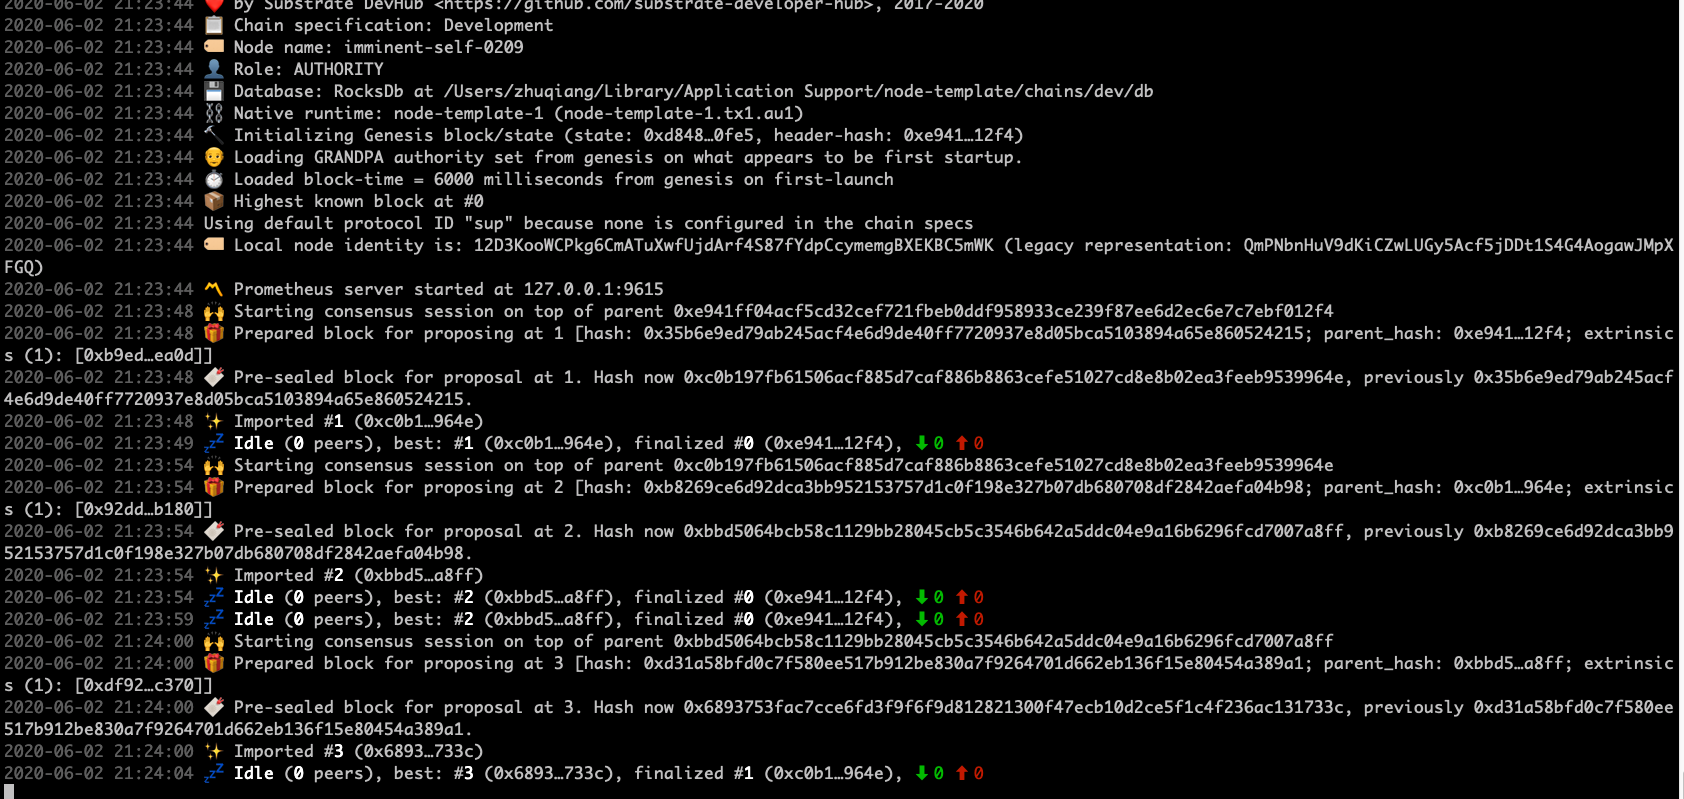 2020-06-02 21:23:44 ❤️ by Substrate DevHub <https://github.com/substrate-developer-hub>, 2017-2020
2020-06-02 21:23:44 📋 Chain specification: Development
2020-06-02 21:23:44 🏷 Node name: imminent-self-0209
2020-06-02 21:23:44 👤 Role: AUTHORITY
2020-06-02 21:23:44 💾 Database: RocksDb at /Users/zhuqiang/Library/Application Support/node-template/chains/dev/db
2020-06-02 21:23:44 ⛓ Native runtime: node-template-1 (node-template-1.tx1.au1)
2020-06-02 21:23:44 🔨 Initializing Genesis block/state (state: 0xd848…0fe5, header-hash: 0xe941…12f4)
2020-06-02 21:23:44 👴 Loading GRANDPA authority set from genesis on what appears to be first startup.
2020-06-02 21:23:44 ⏱ Loaded block-time = 6000 milliseconds from genesis on first-launch
2020-06-02 21:23:44 📦 Highest known block at #0
2020-06-02 21:23:44 Using default protocol ID "sup" because none is configured in the chain specs
2020-06-02 21:23:44 🏷 Local node identity is: 12D3KooWCPkg6CmATuXwfUjdArf4S87fYdpCcymemgBXEKBC5mWK (legacy representation: QmPNbnHuV9dKiCZwLUGy5Acf5jDDt1S4G4AogawJMpX
FGQ)
2020-06-02 21:23:44 〽️ Prometheus server started at 127.0.0.1:9615
2020-06-02 21:23:48 🙌 Starting consensus session on top of parent 0xe941ff04acf5cd32cef721fbeb0ddf958933ce239f87ee6d2ec6e7c7ebf012f4
2020-06-02 21:23:48 🎁 Prepared block for proposing at 1 [hash: 0x35b6e9ed79ab245acf4e6d9de40ff7720937e8d05bca5103894a65e860524215; parent_hash: 0xe941…12f4; extrinsic
s (1): [0xb9ed…ea0d]]
2020-06-02 21:23:48 🔖 Pre-sealed block for proposal at 1. Hash now 0xc0b197fb61506acf885d7caf886b8863cefe51027cd8e8b02ea3feeb9539964e, previously 0x35b6e9ed79ab245acf
4e6d9de40ff7720937e8d05bca5103894a65e860524215.
2020-06-02 21:23:48 ✨ Imported #1 (0xc0b1…964e)
2020-06-02 21:23:49 💤 Idle (0 peers), best: #1 (0xc0b1…964e), finalized #0 (0xe941…12f4), ⬇ 0 ⬆ 0
2020-06-02 21:23:54 🙌 Starting consensus session on top of parent 0xc0b197fb61506acf885d7caf886b8863cefe51027cd8e8b02ea3feeb9539964e
2020-06-02 21:23:54 🎁 Prepared block for proposing at 2 [hash: 0xb8269ce6d92dca3bb952153757d1c0f198e327b07db680708df2842aefa04b98; parent_hash: 0xc0b1…964e; extrinsic
s (1): [0x92dd…b180]]
2020-06-02 21:23:54 🔖 Pre-sealed block for proposal at 2. Hash now 0xbbd5064bcb58c1129bb28045cb5c3546b642a5ddc04e9a16b6296fcd7007a8ff, previously 0xb8269ce6d92dca3bb9
52153757d1c0f198e327b07db680708df2842aefa04b98.
2020-06-02 21:23:54 ✨ Imported #2 (0xbbd5…a8ff)
2020-06-02 21:23:54 💤 Idle (0 peers), best: #2 (0xbbd5…a8ff), finalized #0 (0xe941…12f4), ⬇ 0 ⬆ 0
2020-06-02 21:23:59 💤 Idle (0 peers), best: #2 (0xbbd5…a8ff), finalized #0 (0xe941…12f4), ⬇ 0 ⬆ 0
2020-06-02 21:24:00 🙌 Starting consensus session on top of parent 0xbbd5064bcb58c1129bb28045cb5c3546b642a5ddc04e9a16b6296fcd7007a8ff
2020-06-02 21:24:00 🎁 Prepared block for proposing at 3 [hash: 0xd31a58bfd0c7f580ee517b912be830a7f9264701d662eb136f15e80454a389a1; parent_hash: 0xbbd5…a8ff; extrinsic
s (1): [0xdf92…c370]]
2020-06-02 21:24:00 🔖 Pre-sealed block for proposal at 3. Hash now 0x6893753fac7cce6fd3f9f6f9d812821300f47ecb10d2ce5f1c4f236ac131733c, previously 0xd31a58bfd0c7f580ee
517b912be830a7f9264701d662eb136f15e80454a389a1.
2020-06-02 21:24:00 ✨ Imported #3 (0x6893…733c)
2020-06-02 21:24:04 💤 Idle (0 peers), best: #3 (0x6893…733c), finalized #1 (0xc0b1…964e), ⬇ 0 ⬆ 0